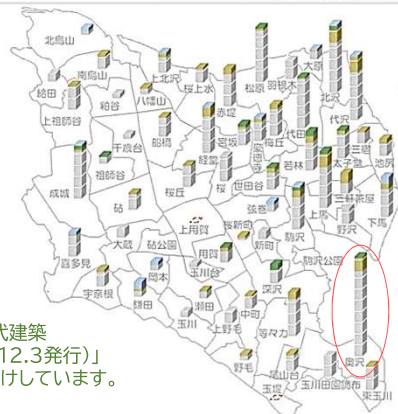 北烏山
南烏山
給田
上祖師谷
粕谷
八幡山
上北沢
桜上水
赤堤
松原
羽根木
大原
北沢
代沢
代田
梅丘
豪徳寺
宮坂
経堂
船橋
千歳台
祖師谷
成城
砧
桜丘
桜
世田谷
若林
太子堂
三宿
池尻
三軒茶屋
下馬
野沢
上馬
駒沢
弦巻
新町
桜新町
上用賀
用賀
玉川台
砧公園
大蔵
喜多見
宇奈根
岡本
鎌田
瀬田
玉川
上野毛
中町
野毛
深沢
駒沢公園
等々力
尾山台
玉堤
玉川田園調布
奥沢
東玉川
代建築
12.3発行)」
けしています。